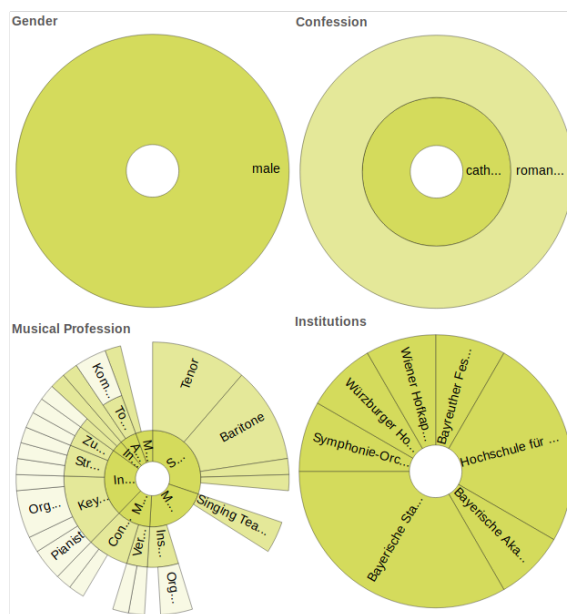 Gender
Confession
male
cath...
roman...
Musical Profession
Institutions
Tenor
Baritone
S...
Singing Tea...
M...
Ins...
Org...
M...
Ver...
Con...
In...
Key...
Pianist
Org...
Str...
Zu...
In...
A...
M...
To...
Kom...
Bayreuther Fes...
Hochschule für ...
Bayerische Aka...
Bayerische Sta...
Symphonie-Orc...
Würzburger Ho...
Wiener Hofkap...